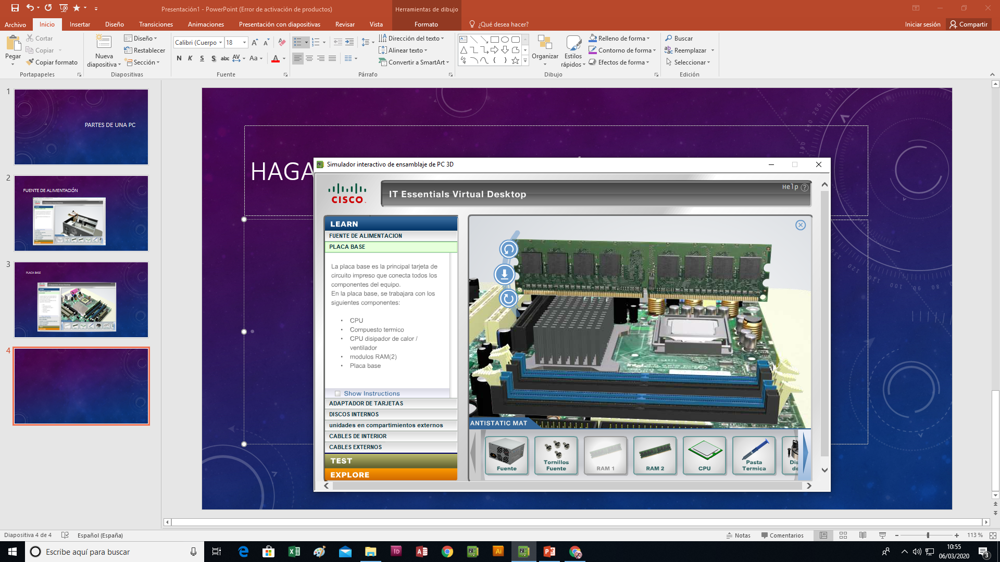 Presentación1 - PowerPoint (Error de activación de productos)
Herramientas de dibujo
Archivo Inicio Insertar Diseño Transiciones Animaciones Presentación con diapositivas Revisar Vista Formato ¿Qué desea hacer? Iniciar sesión Compartir
Pegar
Cortar
Copiar
Copiar formato
Portapapeles
Nueva
diapositiva
Diseño
Restablecer
Sección
Diapositivas
Calibri (Cuerpo 18
N K S S abc AV Aa A
Fuente
Dirección del texto
Alinear texto
Convertir a SmartArt
Párrafo
Organizar
Estilos
rápidos
Relleno de forma
Contorno de forma
Efectos de forma
Dibujo
Buscar
Reemplazar
Seleccionar
Edición
1
PARTES DE UNA PC
2
FUENTE DE ALIMENTACIÓN
3
PLACA BASE
4
HAGA
Simulador interactivo de ensamblaje de PC 3D
CISCO
IT Essentials Virtual Desktop
Help ?
LEARN
FUENTE DE ALIMENTACION
PLACA BASE
La placa base es la principal tarjeta de
circuito impreso que conecta todos los
componentes del equipo.
En la placa base, se trabajara con los
siguientes componentes:
• CPU
• Compuesto termico
• CPU disipador de calor /
ventilador
• modulos RAM(2)
• Placa base
Show Instructions
ADAPTADOR DE TARJETAS
DISCOS INTERNOS
unidades en compartimientos externos
CABLES DE INTERIOR
CABLES EXTERNOS
TEST
EXPLORE
ANTISTATIC MAT
Fuente
Tornillos
Fuente
RAM 1
RAM 2
CPU
Pasta
Termica
Dis
de
Diapositiva 4 de 4 Español (España)
Notas Comentarios 113 %
Escribe aquí para buscar
10:55
06/03/2020
3